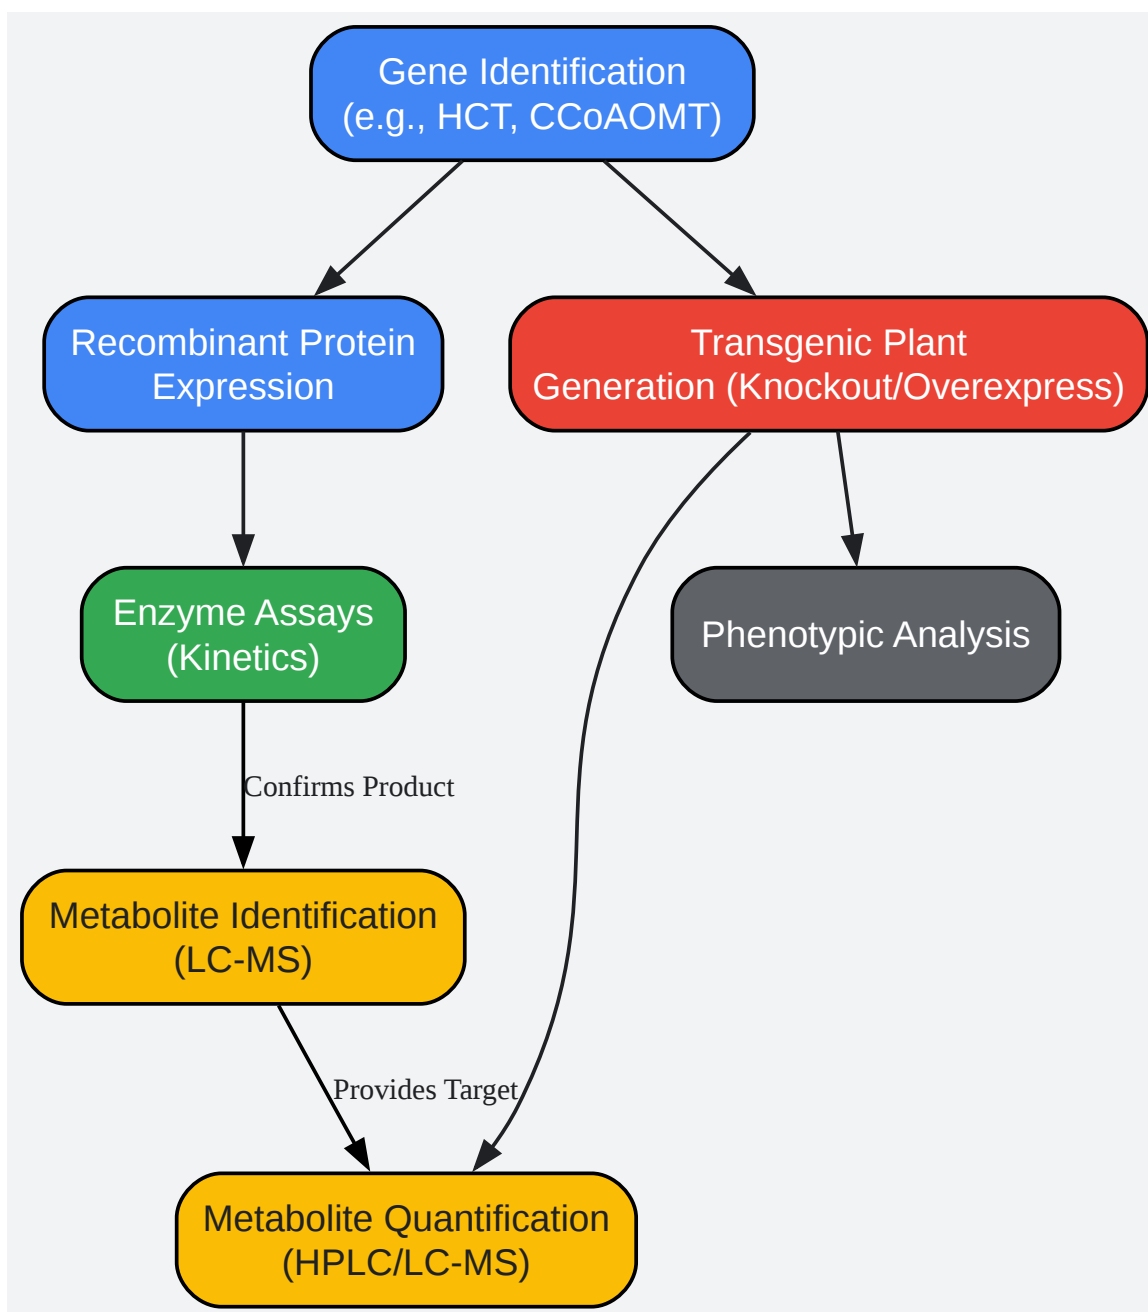 Gene Identification
(e.g., HCT, CCoAOMT)
Recombinant Protein
Expression
Transgenic Plant
Generation (Knockout/Overexpress)
Enzyme Assays
(Kinetics)
Phenotypic Analysis
Confirms Product
Metabolite Identification
(LC-MS)
Provides Target
Metabolite Quantification
(HPLC/LC-MS)